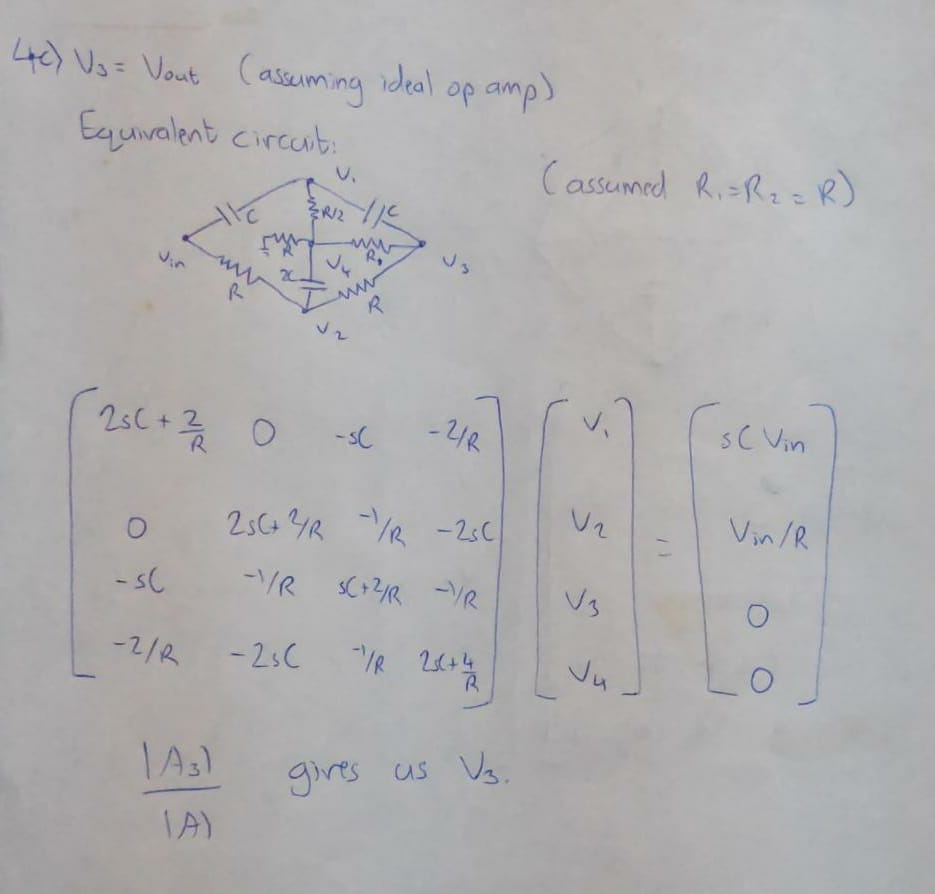 4c) V₃ = Vout (assuming ideal op amp)
Equivalent circuit:
(assumed R₁=R₂=R)
V₁
C R/2 C
R R₁
Vin V₄ V₃
R R
V₂
2sC + 2/R 0 -sC -2/R V₁ sC Vin
0 2sC+2/R -1/R -2sC V₂ = Vin/R
-sC -1/R sC+2/R -1/R V₃ 0
-2/R -2sC -1/R 2sC+4/R V₄ 0
|A₃|
/|A| gives us V₃.